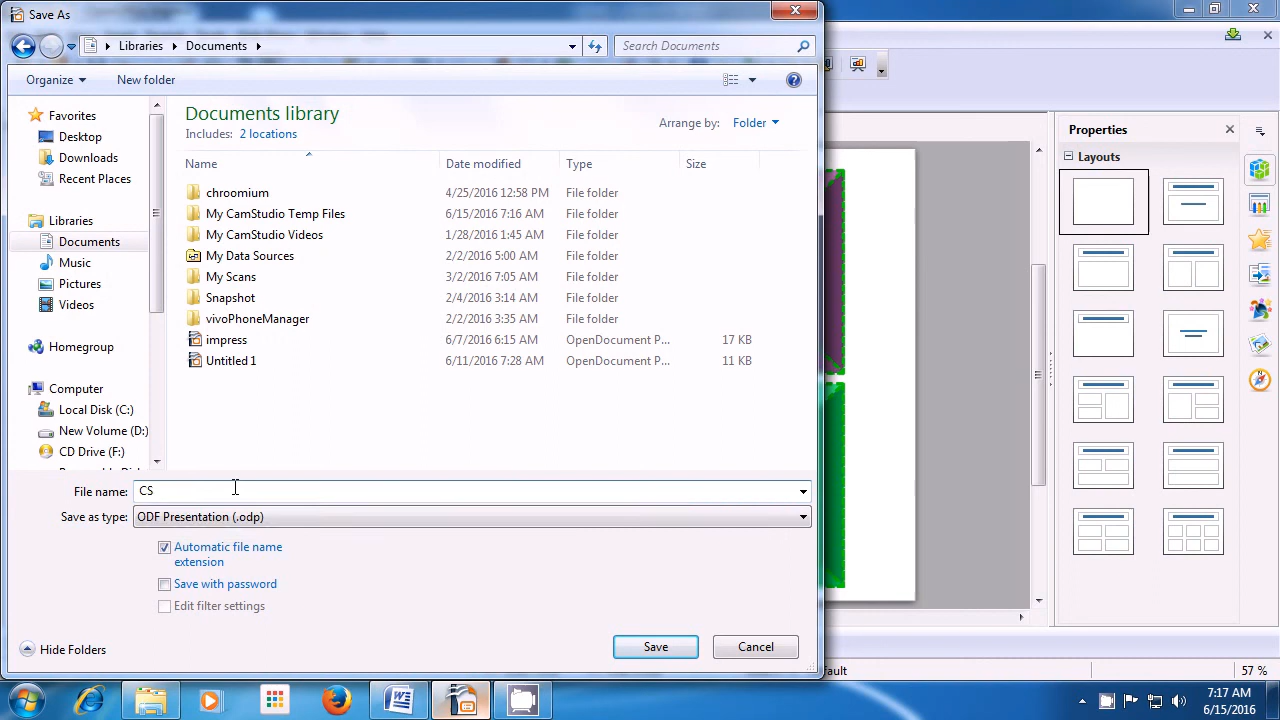 Save As
Libraries Documents
Search Documents
Organize New folder
Favorites
Desktop
Downloads
Recent Places
Libraries
Documents
Music
Pictures
Videos
Homegroup
Computer
Local Disk (C:)
New Volume (D:)
CD Drive (F:)
Documents library
Includes: 2 locations
Arrange by: Folder
Name Date modified Type Size
chroomium 4/25/2016 12:58 PM File folder
My CamStudio Temp Files 6/15/2016 7:16 AM File folder
My CamStudio Videos 1/28/2016 1:45 AM File folder
My Data Sources 2/2/2016 5:00 AM File folder
My Scans 3/2/2016 7:05 AM File folder
Snapshot 2/4/2016 3:14 AM File folder
vivoPhoneManager 2/2/2016 3:35 AM File folder
impress 6/7/2016 6:15 AM OpenDocument P... 17 KB
Untitled 1 6/11/2016 7:28 AM OpenDocument P... 11 KB
File name: CS
Save as type: ODF Presentation (.odp)
Automatic file name
extension
Save with password
Edit filter settings
Hide Folders
Save Cancel
Properties
Layouts
57 %
7:17 AM
6/15/2016